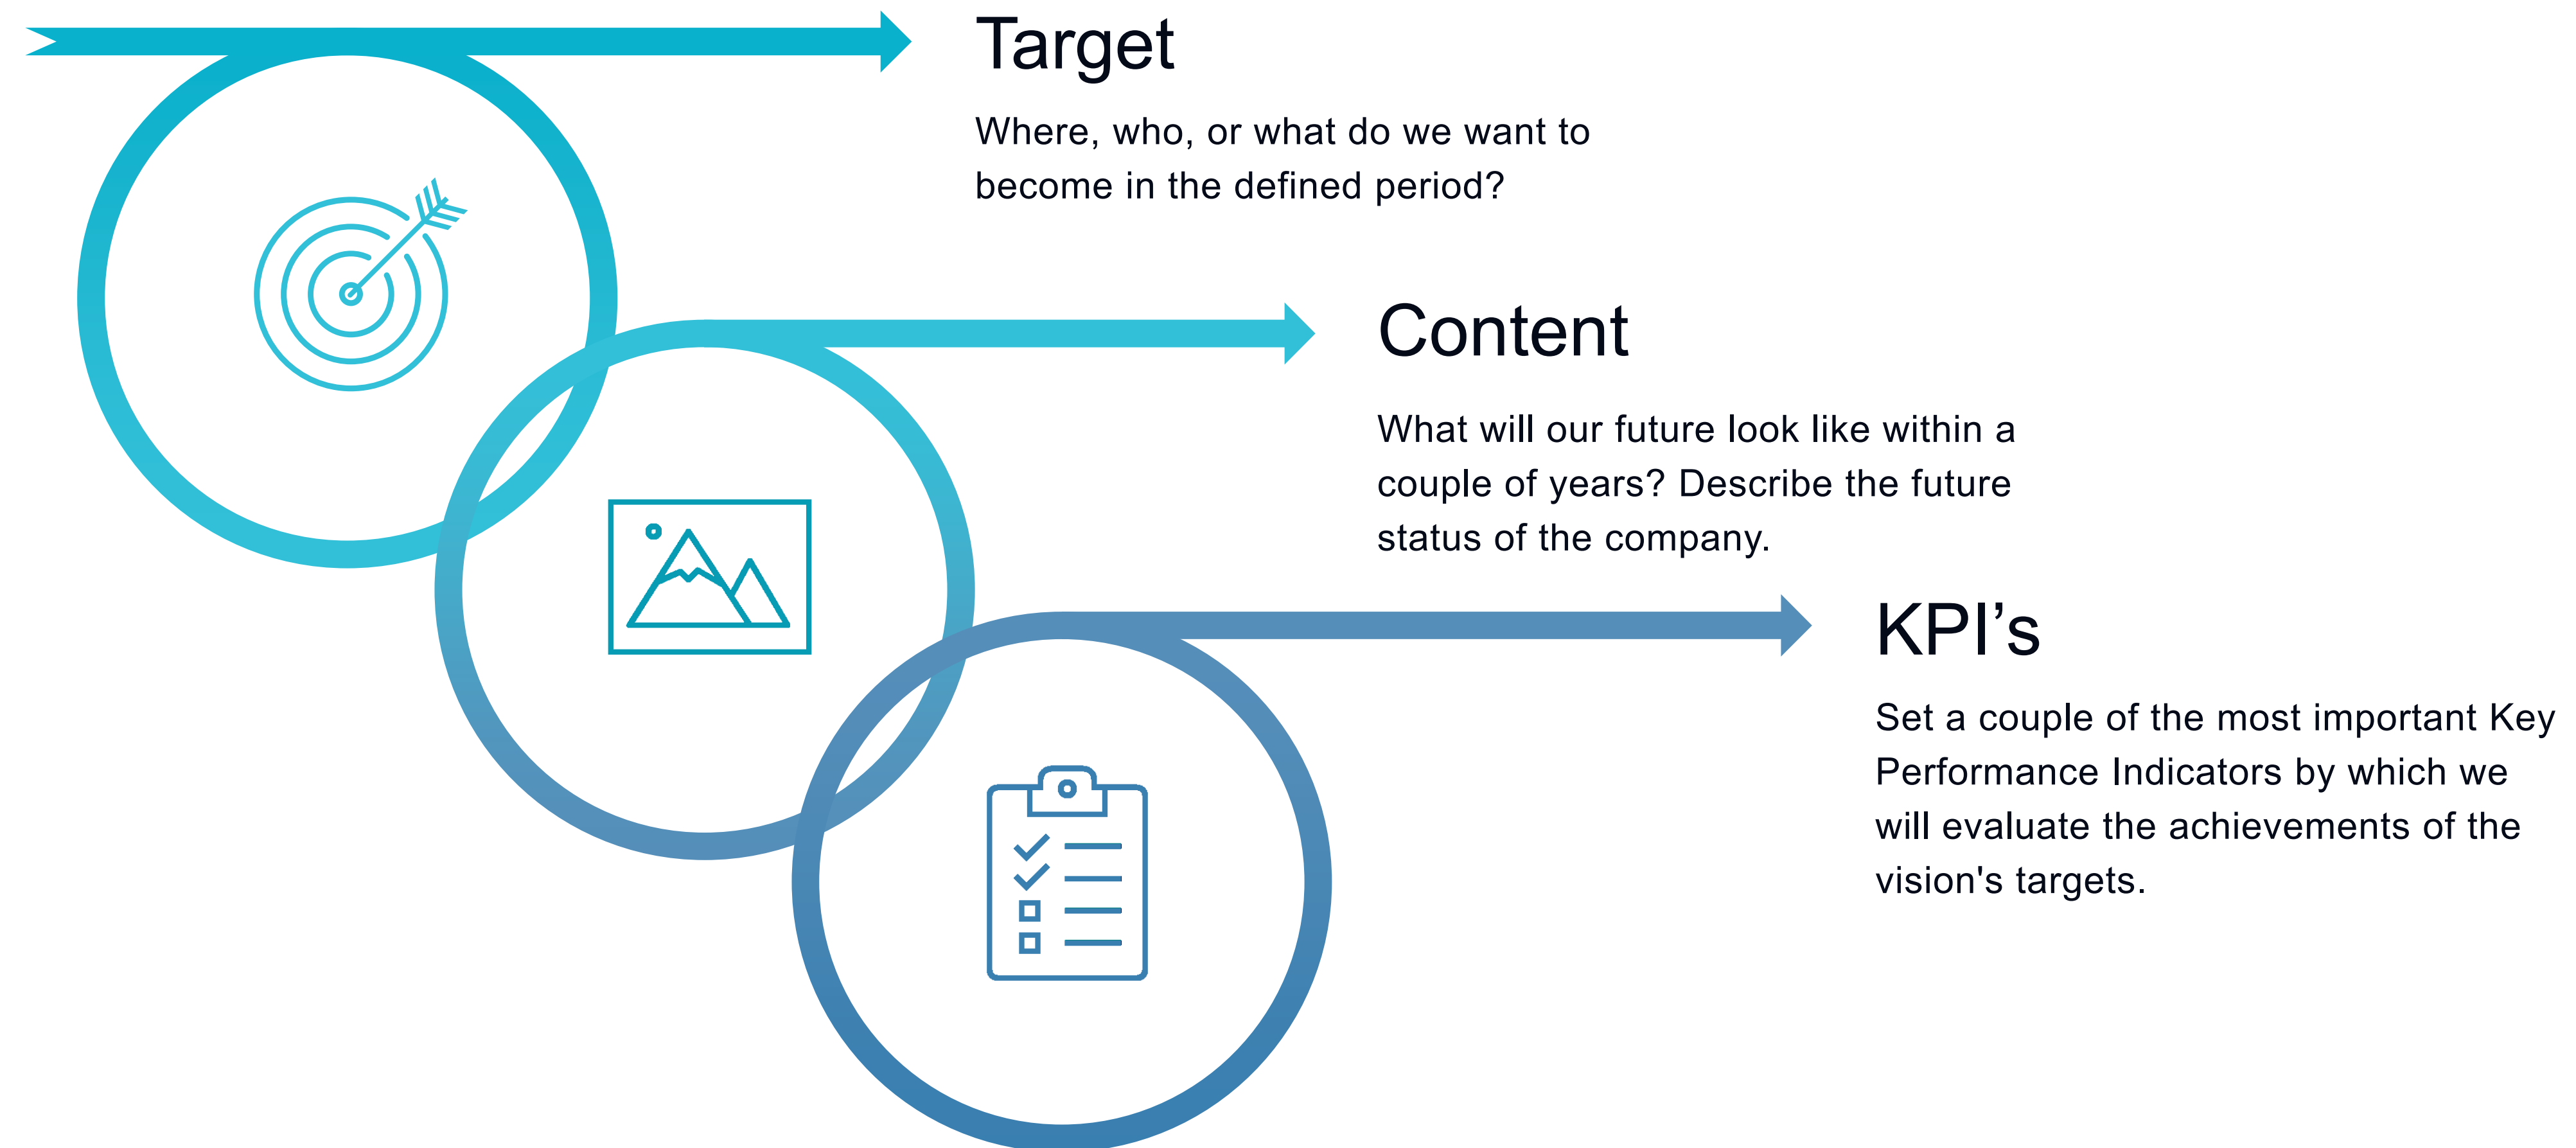 Target
Where, who, or what do we want to
become in the defined period?
Content
What will our future look like within a
couple of years? Describe the future
status of the company.
KPI’s
Set a couple of the most important Key
Performance Indicators by which we
will evaluate the achievements of the
vision's targets.